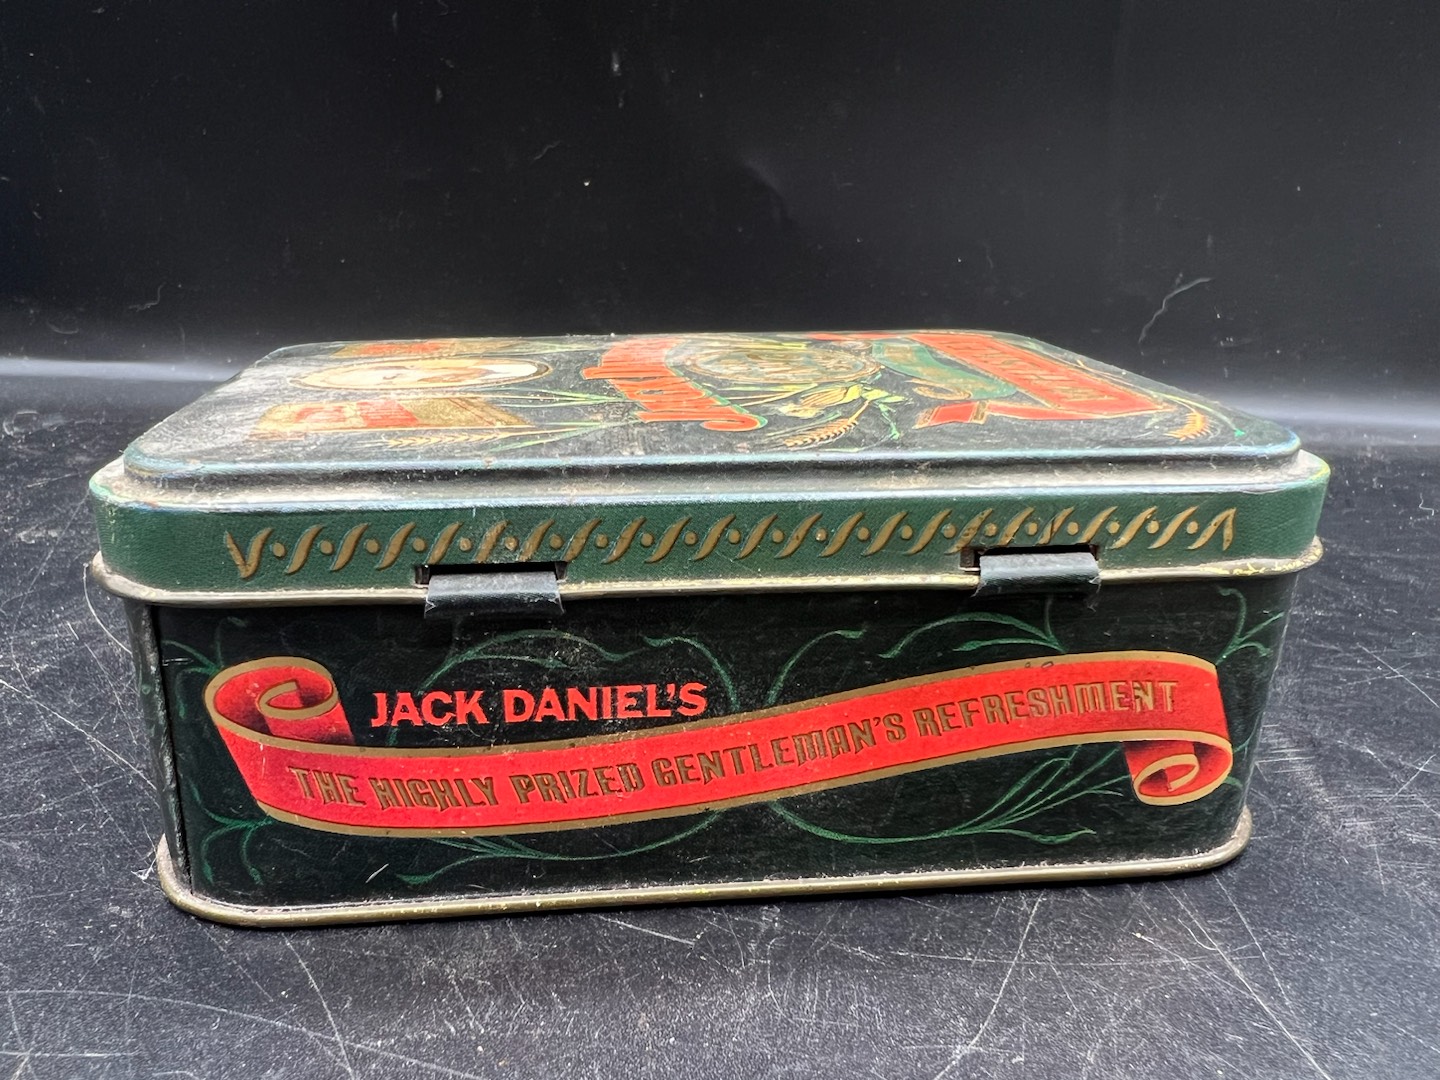 JACK DANIEL'S
THE HIGHLY PRIZED GENTLEMAN'S REFRESHMENT